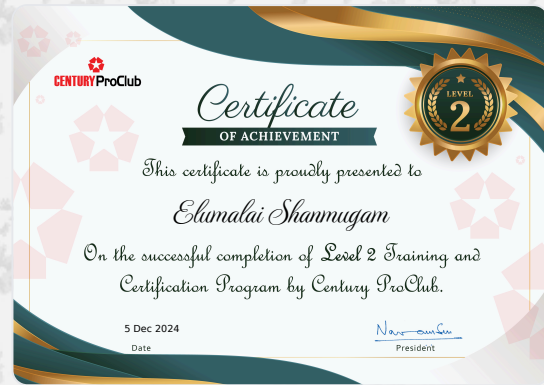 CENTURY ProClub
LEVEL
2
Certificate
OF ACHIEVEMENT
This certificate is proudly presented to
Elumalai Shanmugam
On the successful completion of Level 2 Training and
Certification Program by Century ProClub.
5 Dec 2024
Date
President